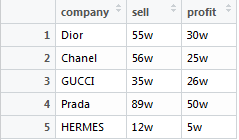 company sell profit
1 Dior 55w 30w
2 Chanel 56w 25w
3 GUCCI 35w 26w
4 Prada 89w 50w
5 HERMES 12w 5w